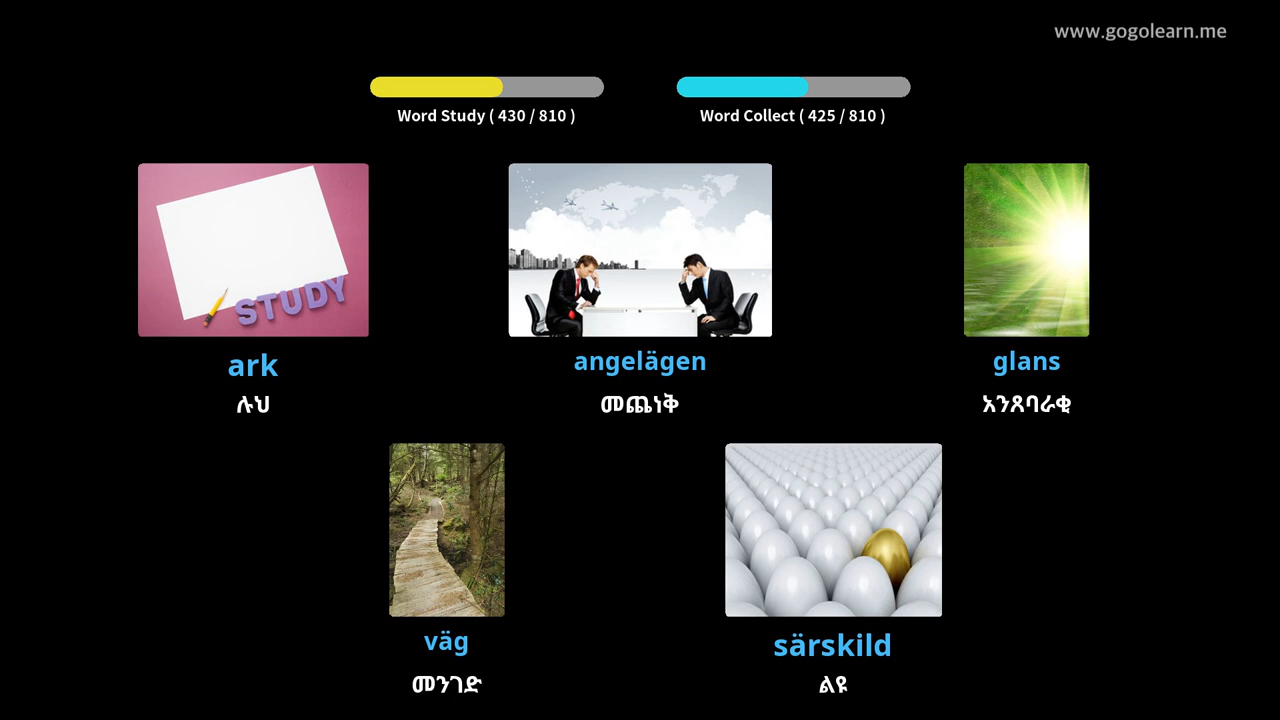 www.gogolearn.me
Word Study ( 430 / 810 )
Word Collect ( 425 / 810 )
STUDY
ark
ሉህ
angelägen
መጨነቅ
glans
አንጸባራቂ
väg
መንገድ
särskild
ልዩ